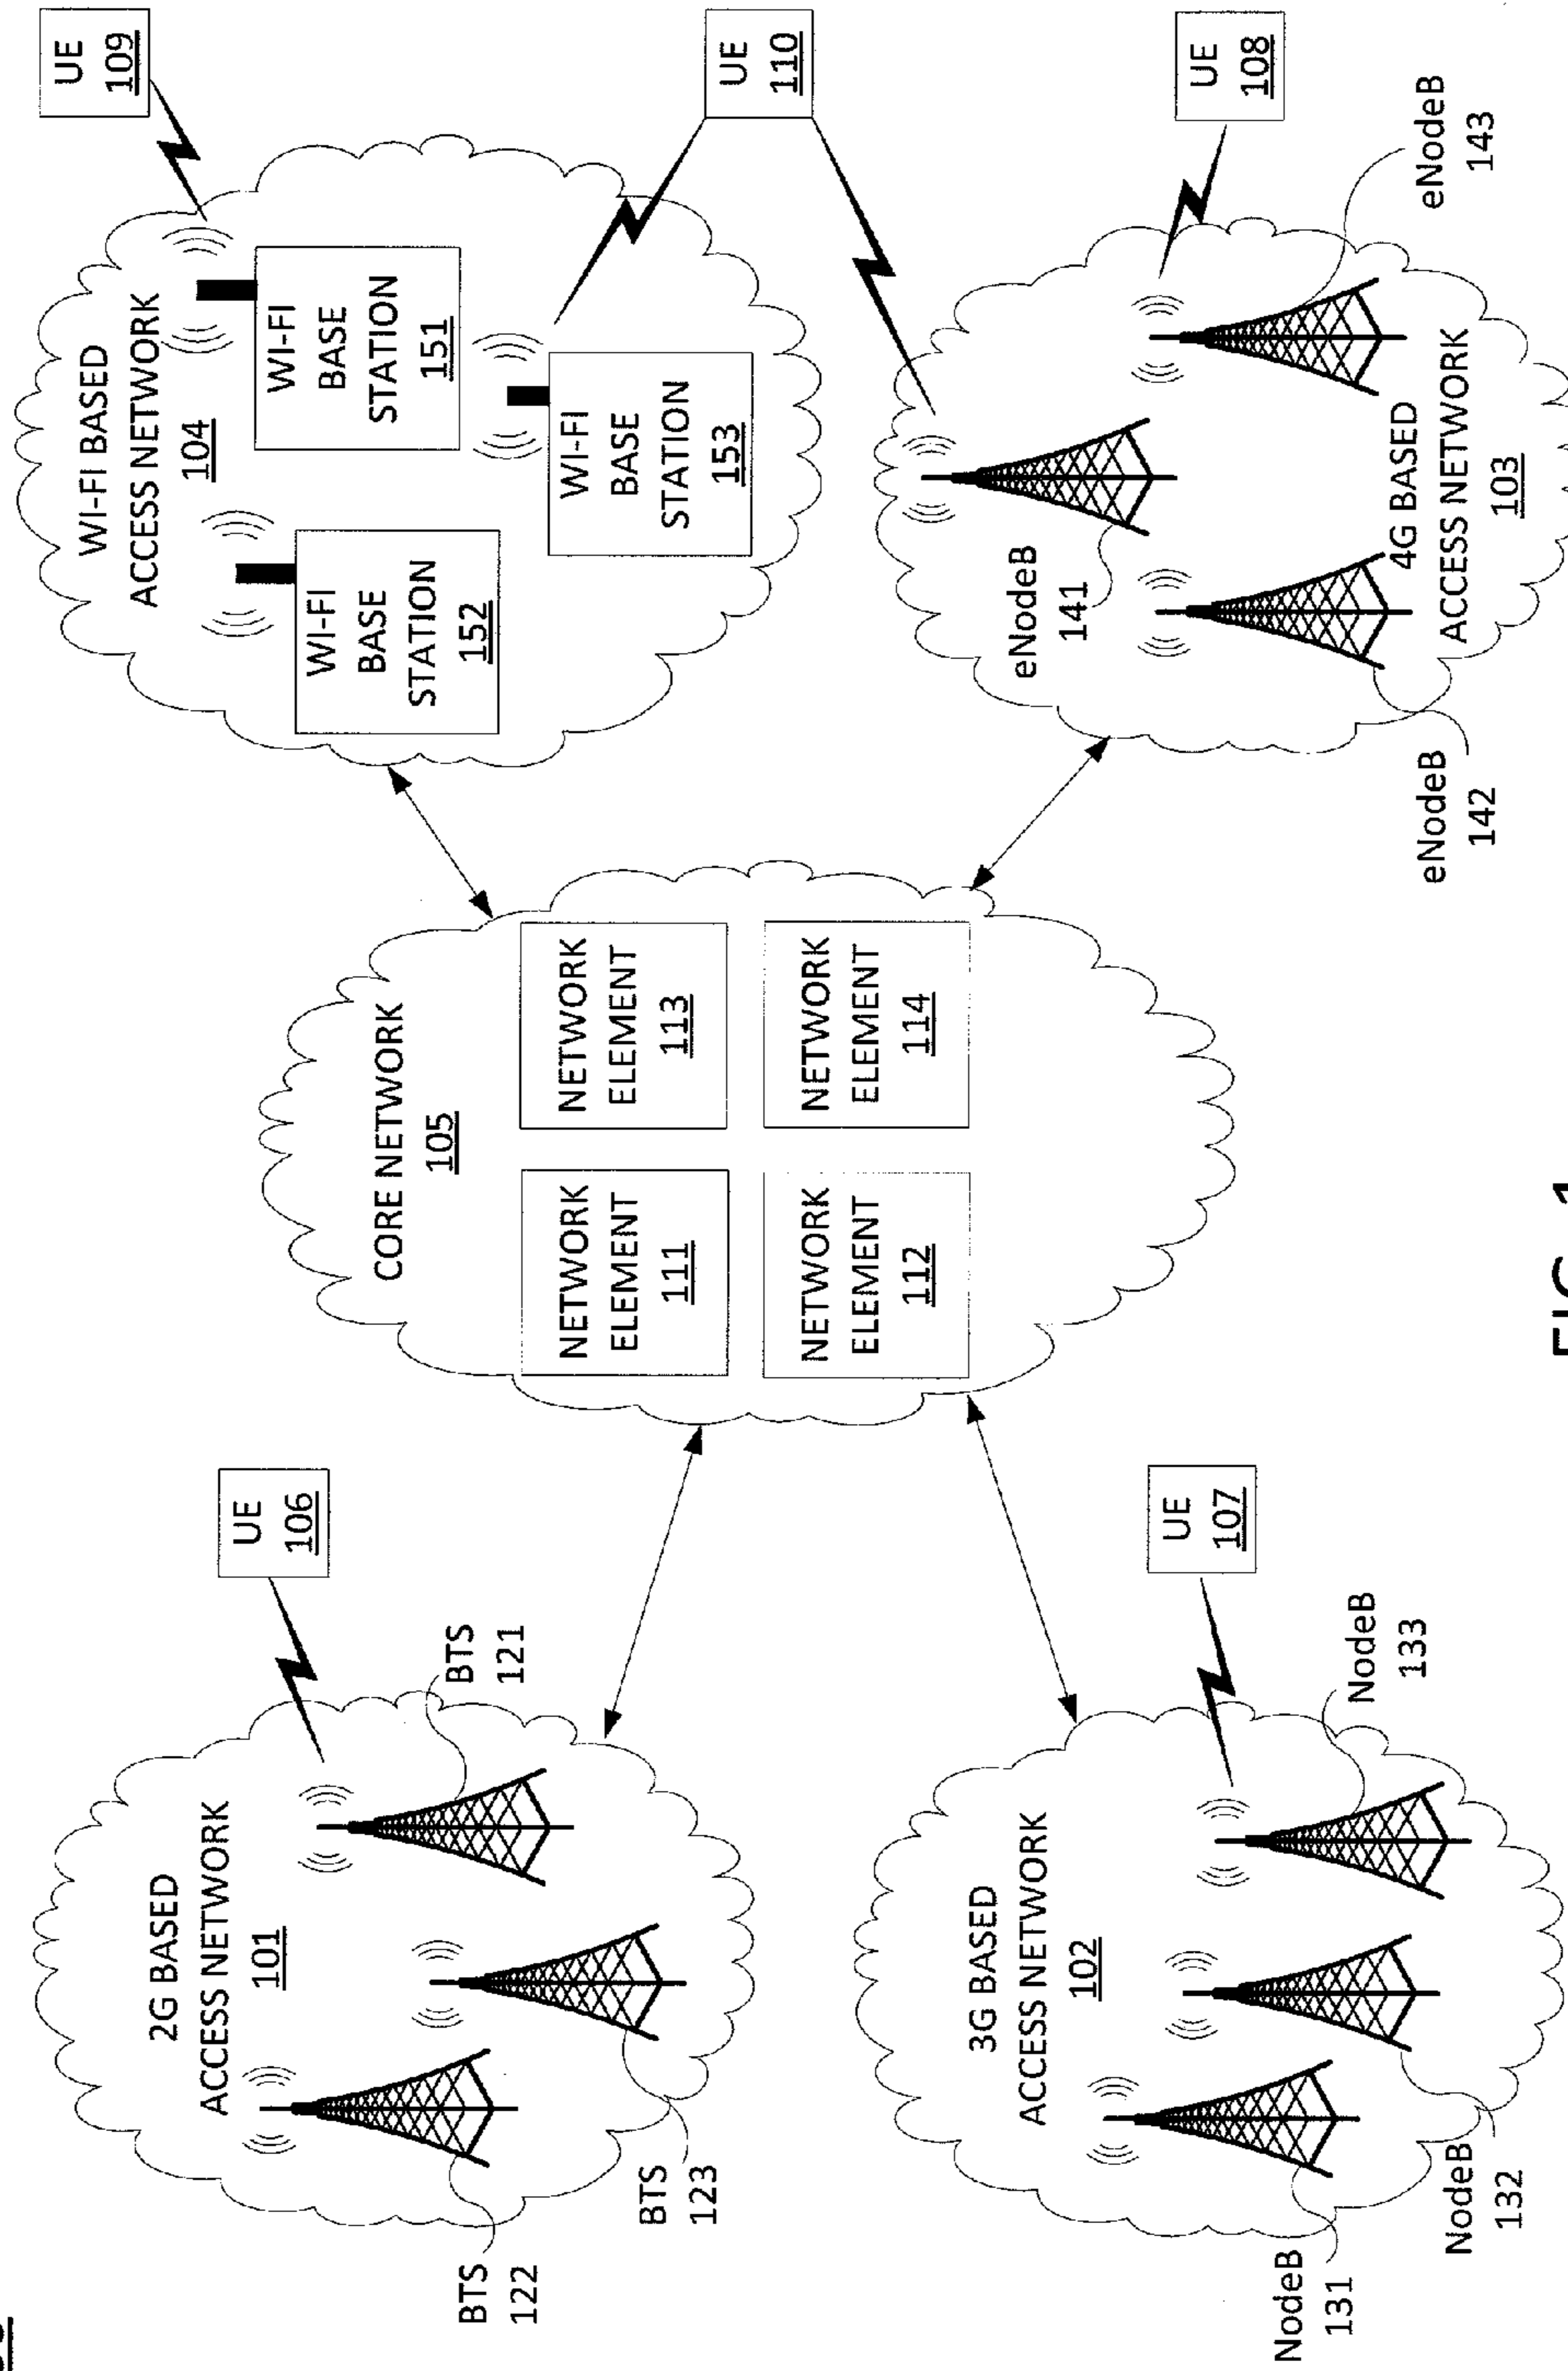 2G BASED
ACCESS NETWORK
101
BTS
121
BTS
122
BTS
123
UE
106
CORE NETWORK
105
NETWORK
ELEMENT
111
NETWORK
ELEMENT
113
NETWORK
ELEMENT
112
NETWORK
ELEMENT
114
WI-FI BASED
ACCESS NETWORK
104
WI-FI
BASE
STATION
152
WI-FI
BASE
STATION
151
WI-FI
BASE
STATION
153
UE
109
UE
110
3G BASED
ACCESS NETWORK
102
NodeB
131
NodeB
132
NodeB
133
UE
107
eNodeB
141
eNodeB
142
eNodeB
143
4G BASED
ACCESS NETWORK
103
UE
108
FIG. 1